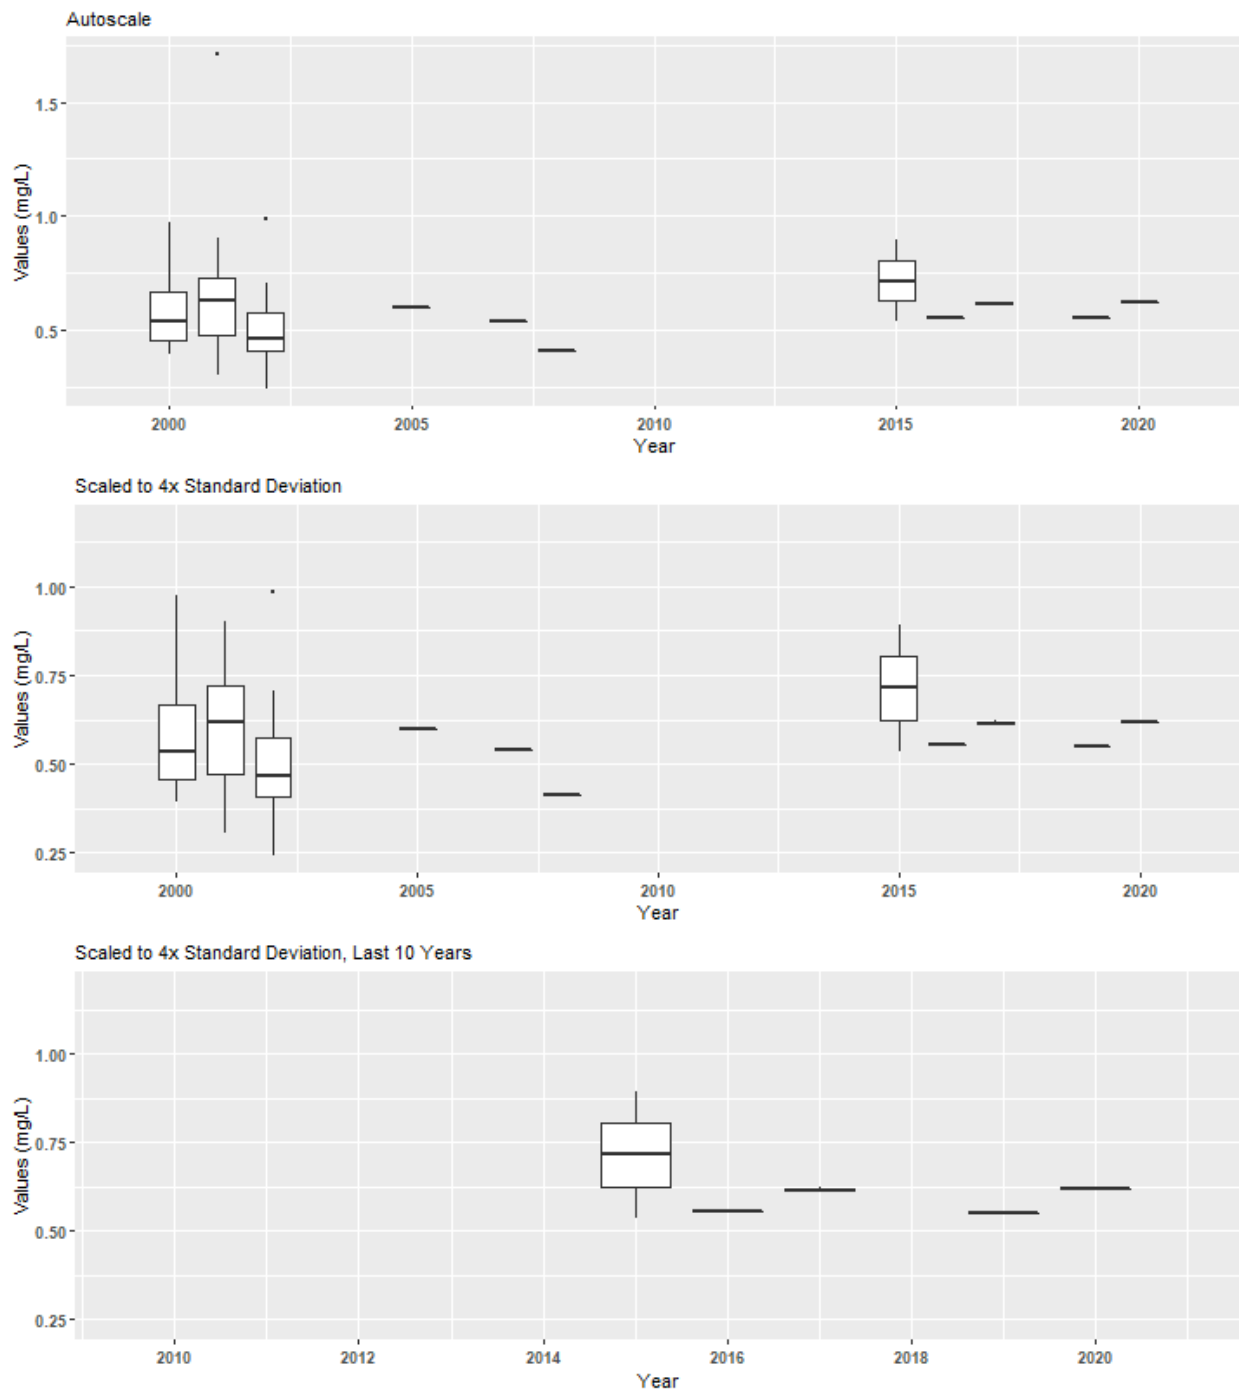 Autoscale
Values (mg/L)
1.5
1.0
0.5
2000 2005 2010 2015 2020
Year
Scaled to 4x Standard Deviation
Values (mg/L)
1.00
0.75
0.50
0.25
2000 2005 2010 2015 2020
Year
Scaled to 4x Standard Deviation, Last 10 Years
Values (mg/L)
1.00
0.75
0.50
0.25
2010 2012 2014 2016 2018 2020
Year